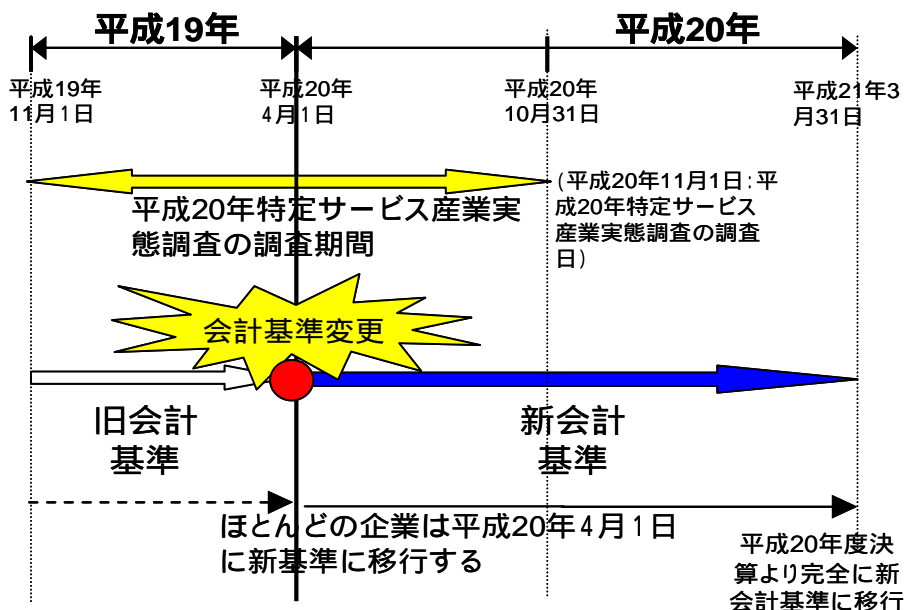 平成19年
平成20年
平成19年
11月1日
平成20年
4月1日
平成20年
10月31日
平成21年3
月31日
平成20年特定サービス産業実
態調査の調査期間
(平成20年11月1日:平
成20年特定サービス
産業実態調査の調査
日)
会計基準変更
旧会計
基準
新会計
基準
ほとんどの企業は平成20年4月1日
に新基準に移行する
平成20年度決
算より完全に新
会計基準に移行